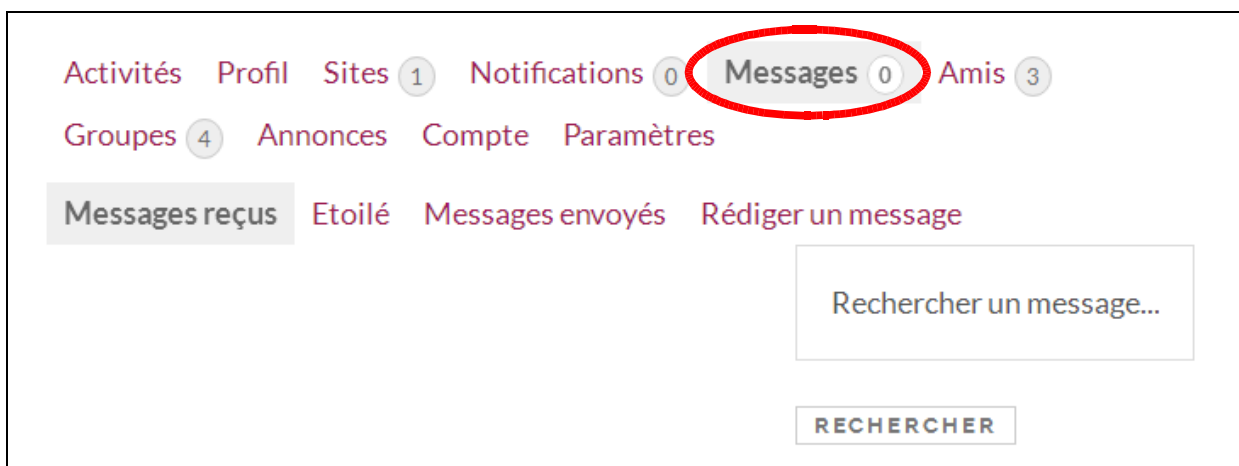 Activités Profil Sites 1 Notifications 0 Messages 0 Amis 3
Groupes 4 Annonces Compte Paramètres
Messages reçus Etoilé Messages envoyés Rédiger un message
Rechercher un message...
RECHERCHER